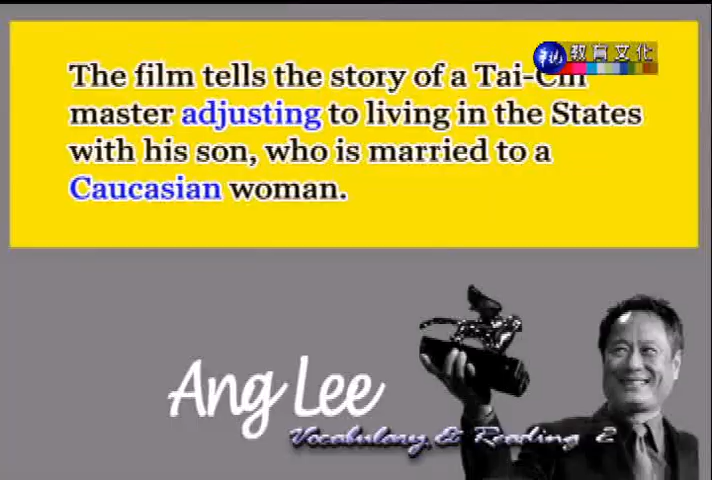 The film tells the story of a Tai-Chi
教育文化
master adjusting to living in the States
with his son, who is married to a
Caucasian woman.
Ang Lee
Vocabulary & Reading 2